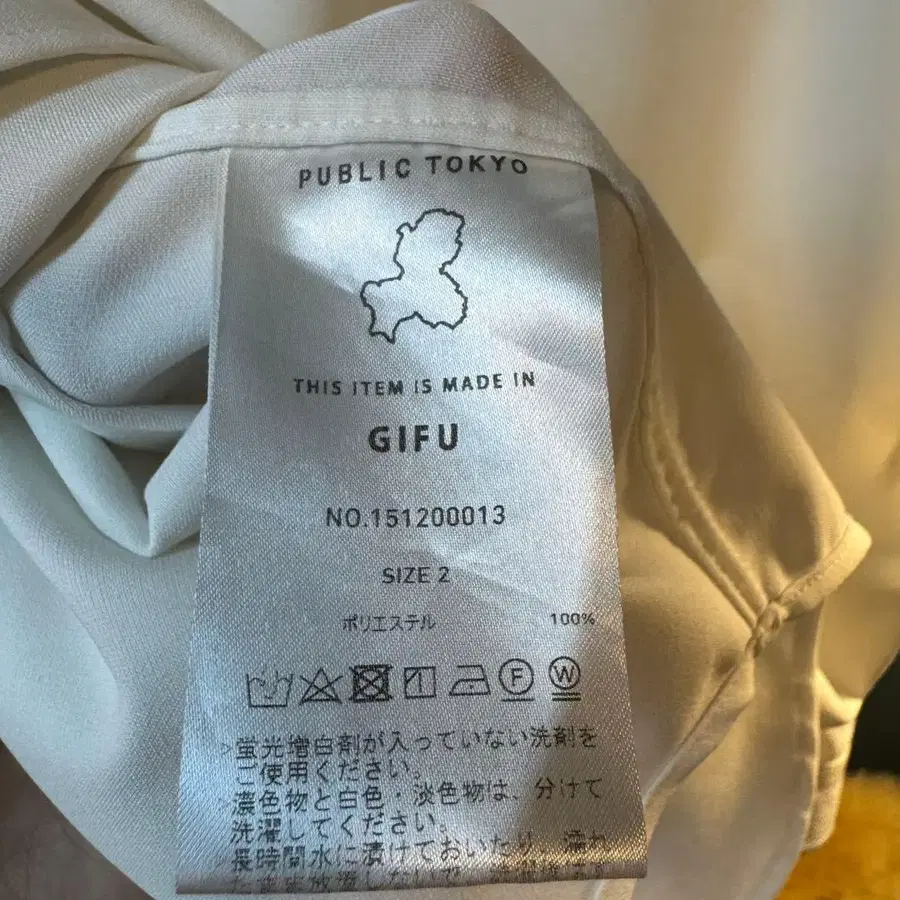 PUBLIC TOKYO
THIS ITEM IS MADE IN
GIFU
NO.151200013
SIZE 2
ポリエステル 100%
F W
>蛍光増白剤が入っていない洗剤を
ご使用ください。
>濃色物と白色・淡色物は、分けて
洗濯してください。
長時間水に漬けておいたり、濡れ